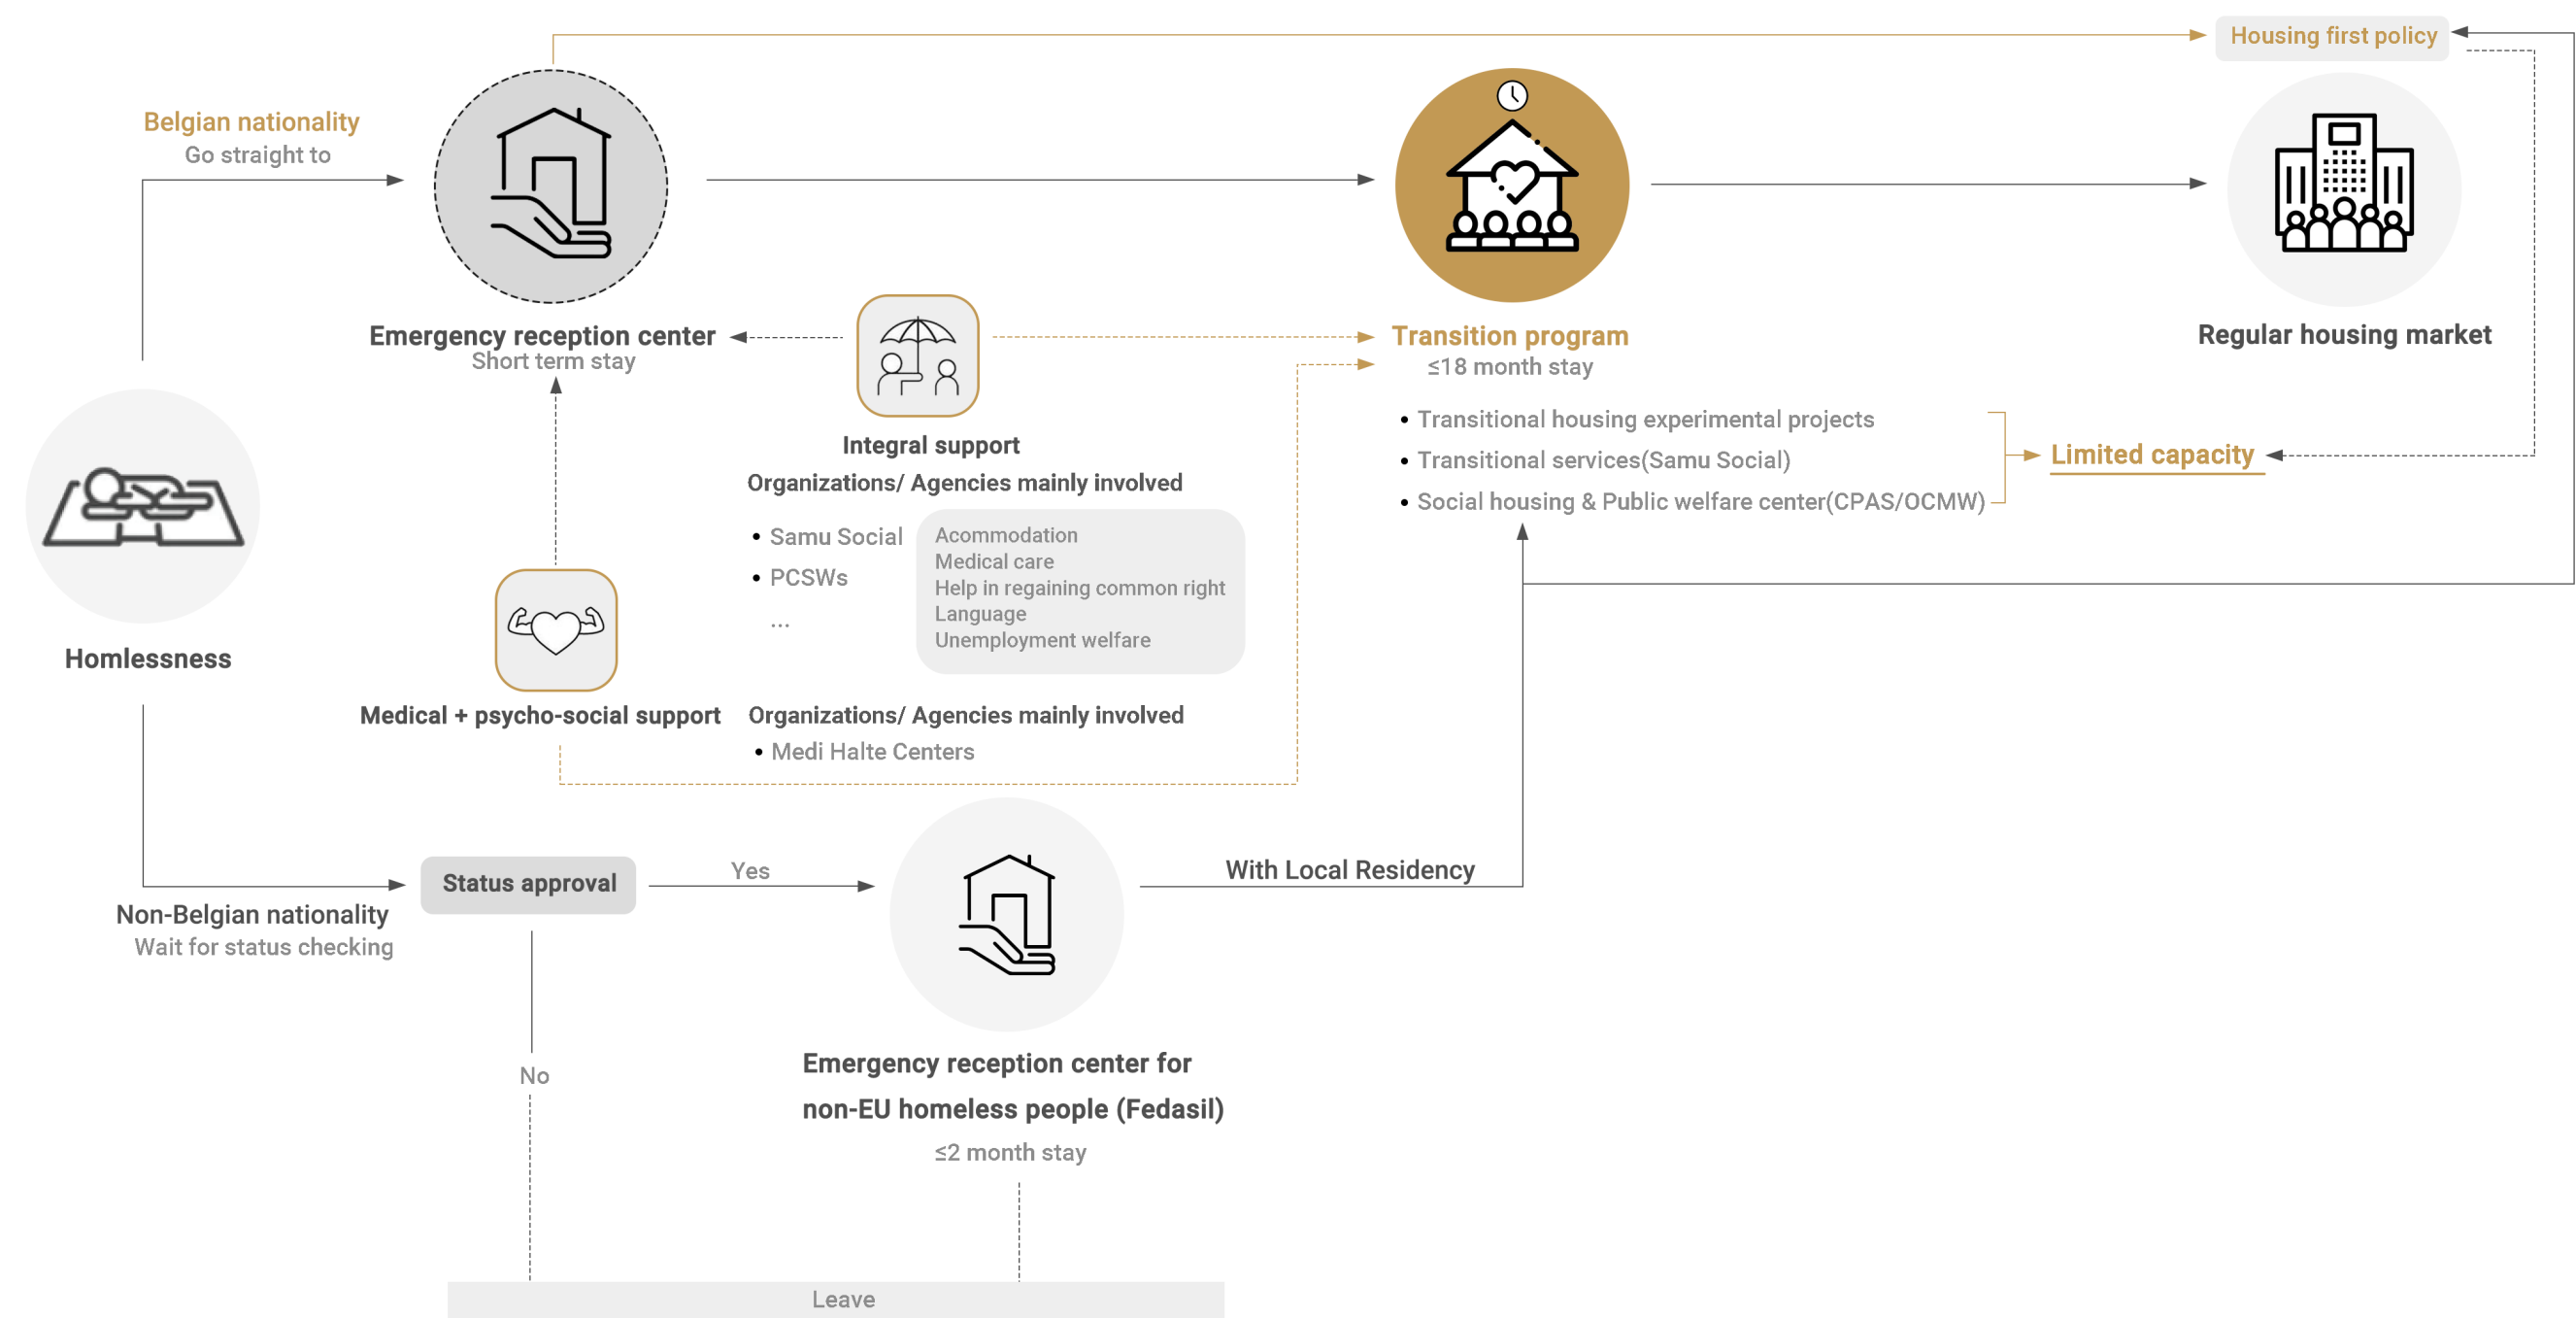 Housing first policy
Belgian nationality
Go straight to
Emergency reception center
Short term stay
Transition program
≤18 month stay
Regular housing market
• Transitional housing experimental projects
• Transitional services(Samu Social)
• Social housing & Public welfare center(CPAS/OCMW)
Limited capacity
Integral support
Organizations/ Agencies mainly involved
• Samu Social
• PCSWs
...
Acommodation
Medical care
Help in regaining common right
Language
Unemployment welfare
Homlessness
Medical + psycho-social support
Organizations/ Agencies mainly involved
• Medi Halte Centers
Non-Belgian nationality
Wait for status checking
Status approval
Yes
With Local Residency
No
Emergency reception center for
non-EU homeless people (Fedasil)
≤2 month stay
Leave